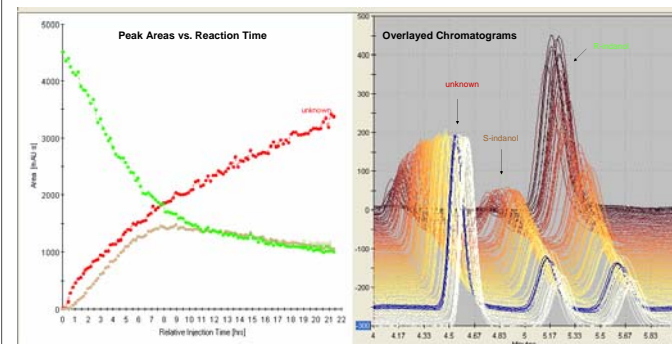 Peak Areas vs. Reaction Time
5000
4000
3000
2000
1000
0
Area [mAU·s]
unknown
0 1 2 3 4 5 6 7 8 9 10 11 12 13 14 15 16 17 18 19 20 21 22
Relative Injection Time [hrs]
Overlayed Chromatograms
500
400
300
200
100
0
-100
-200
-300
unknown
S-indanol
4 4.17 4.33 4.5 4.67 4.83 5 5.17 5.33 5.5 5.67 5.83
Minutes